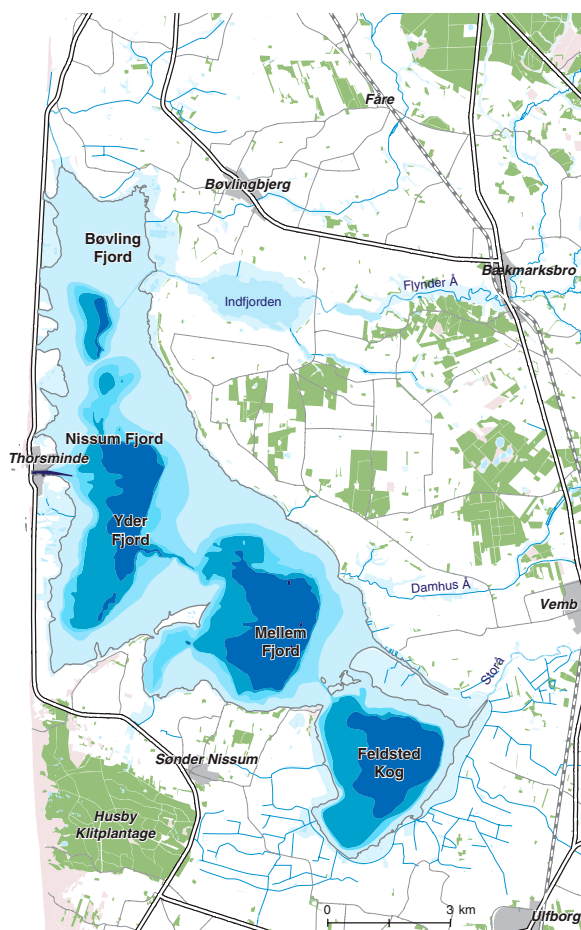 Fåre
Bøvlingbjerg
Bøvling
Fjord
Bækmarksbro
Flynder Å
Indfjorden
Nissum Fjord
Thorsminde
Yder
Fjord
Damhus Å
Vemb
Mellem
Fjord
Storå
Feldsted
Kog
Sønder Nissum
Husby
Klitplantage
0
3 km
Ulfborg